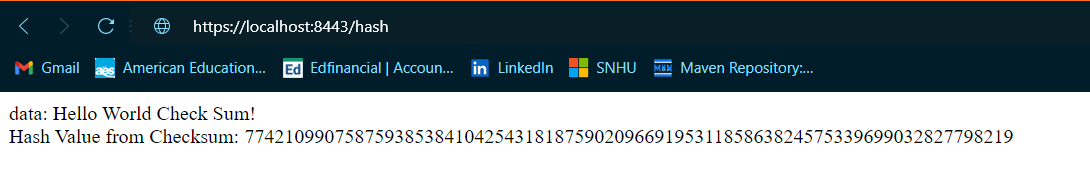 https://localhost:8443/hash
Gmail American Education... Edfinancial | Accoun... LinkedIn SNHU Maven Repository:...
data: Hello World Check Sum!
Hash Value from Checksum: 77421099075875938538410425431818759020966919531185863824575339699032827798219